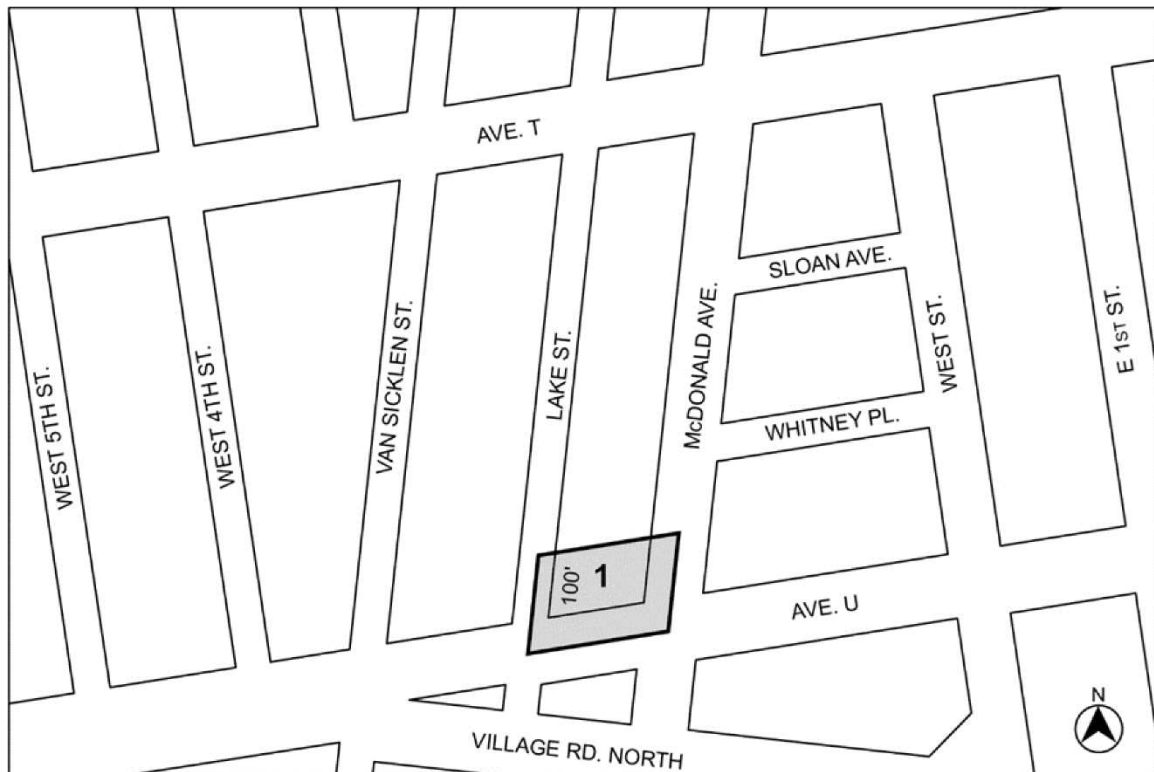 AVE. T
SLOAN AVE.
WEST 5TH ST.
WEST 4TH ST.
VAN SICKLEN ST.
LAKE ST.
McDONALD AVE.
WEST ST.
E 1ST ST.
WHITNEY PL.
100'
1
AVE. U
N
VILLAGE RD. NORTH